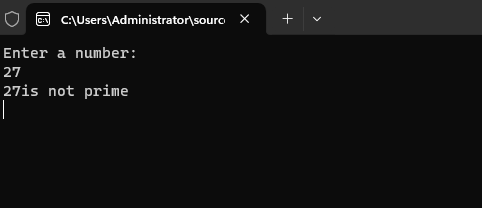 C:\Users\Administrator\sourc
Enter a number:
27
27is not prime